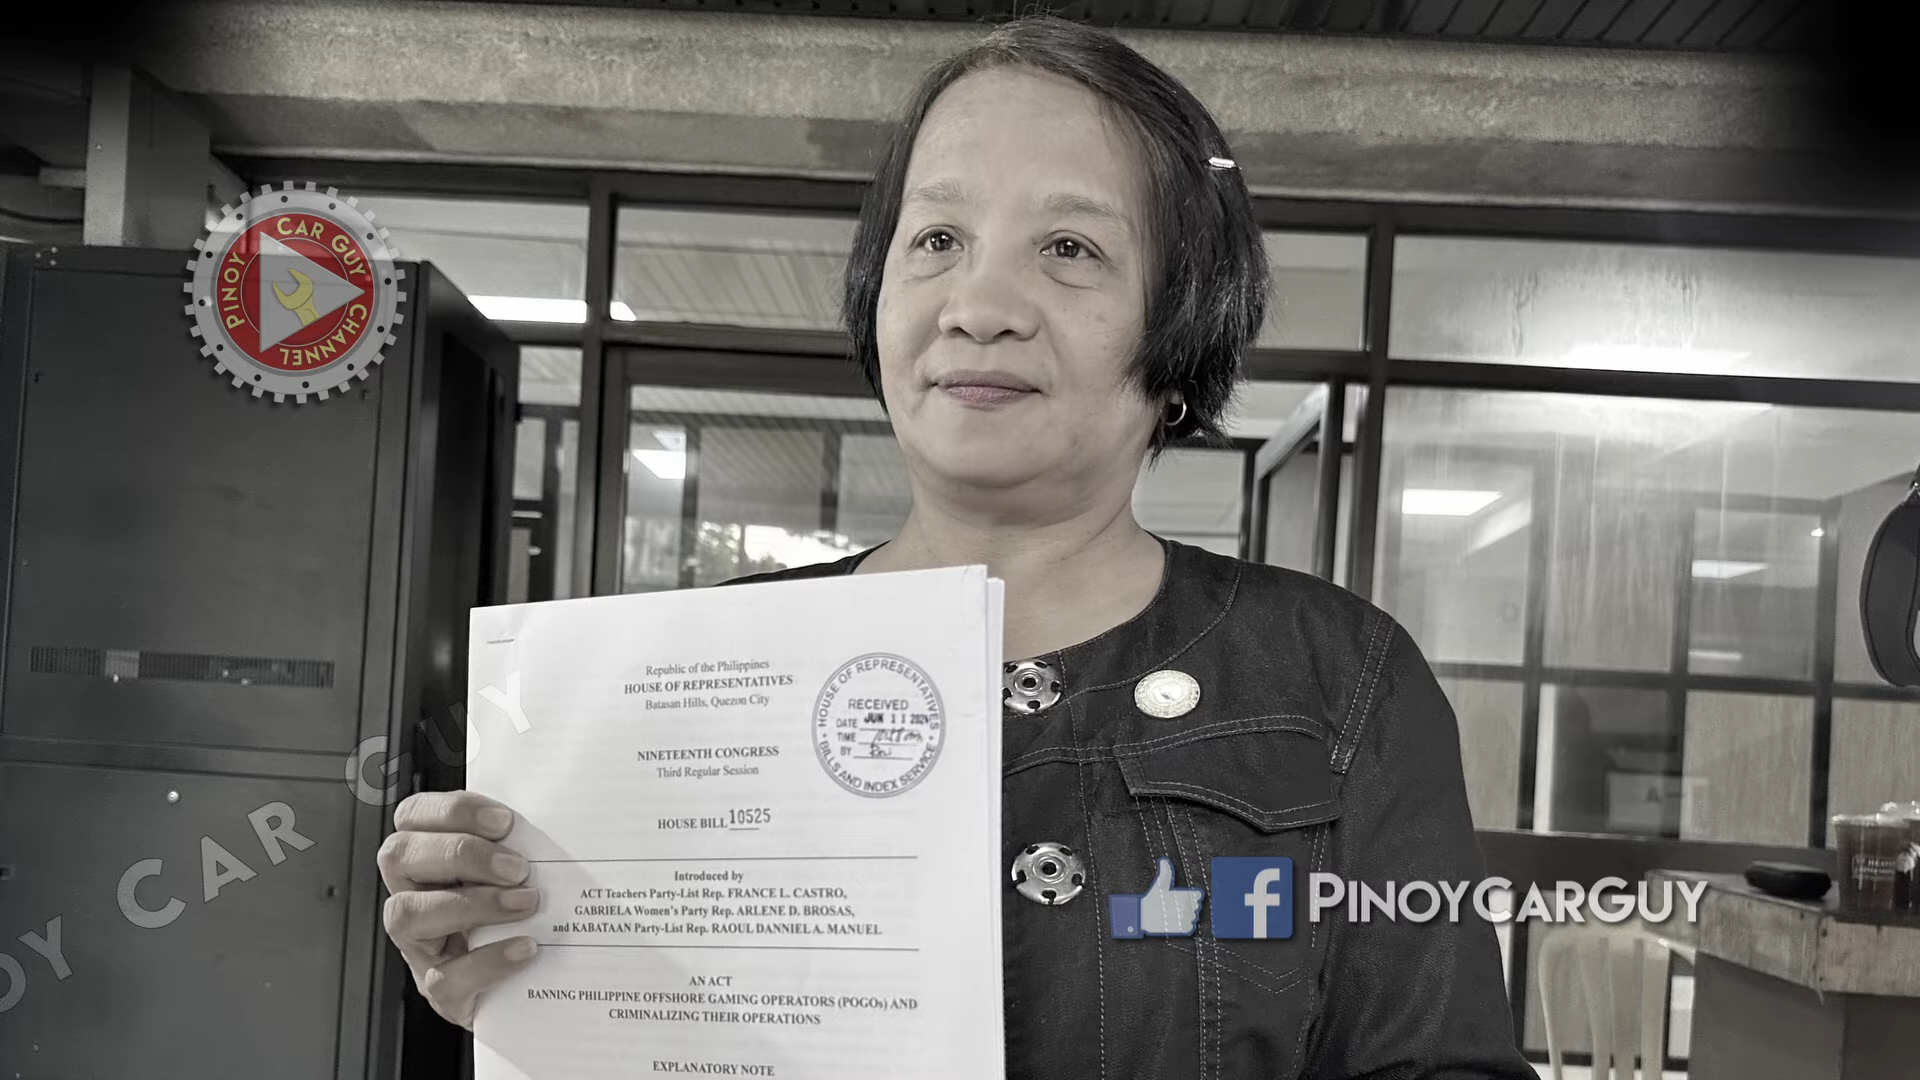 PINOY CAR GUY CHANNEL
Republic of the Philippines
HOUSE OF REPRESENTATIVES
Batasan Hills, Quezon City
HOUSE OF REPRESENTATIVES
RECEIVED
DATE JUN 11 2024
TIME
BY
BILLS AND INDEX SERVICE
NINETEENTH CONGRESS
Third Regular Session
HOUSE BILL 10525
Introduced by
ACT Teachers Party-List Rep. FRANCE L. CASTRO,
GABRIELA Women's Party Rep. ARLENE D. BROSAS,
and KABATAAN Party-List Rep. RAOUL DANNIEL A. MANUEL
AN ACT
BANNING PHILIPPINE OFFSHORE GAMING OPERATORS (POGOs) AND
CRIMINALIZING THEIR OPERATIONS
EXPLANATORY NOTE
OY CAR GUY
f PINOYCARGUY